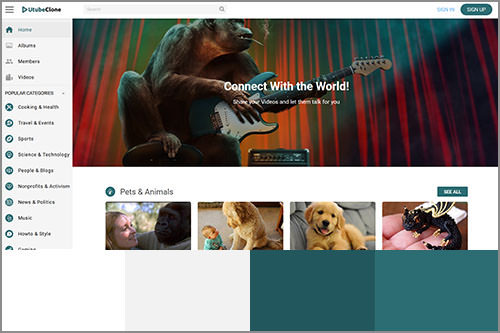 UtubeClone
Search
SIGN IN
SIGN UP
Home
Albums
Members
Videos
POPULAR CATEGORIES
Cooking & Health
Travel & Events
Sports
Science & Technology
People & Blogs
Nonprofits & Activism
News & Politics
Music
Howto & Style
Connect With the World!
Share your Videos and let them talk for you
Pets & Animals
SEE ALL